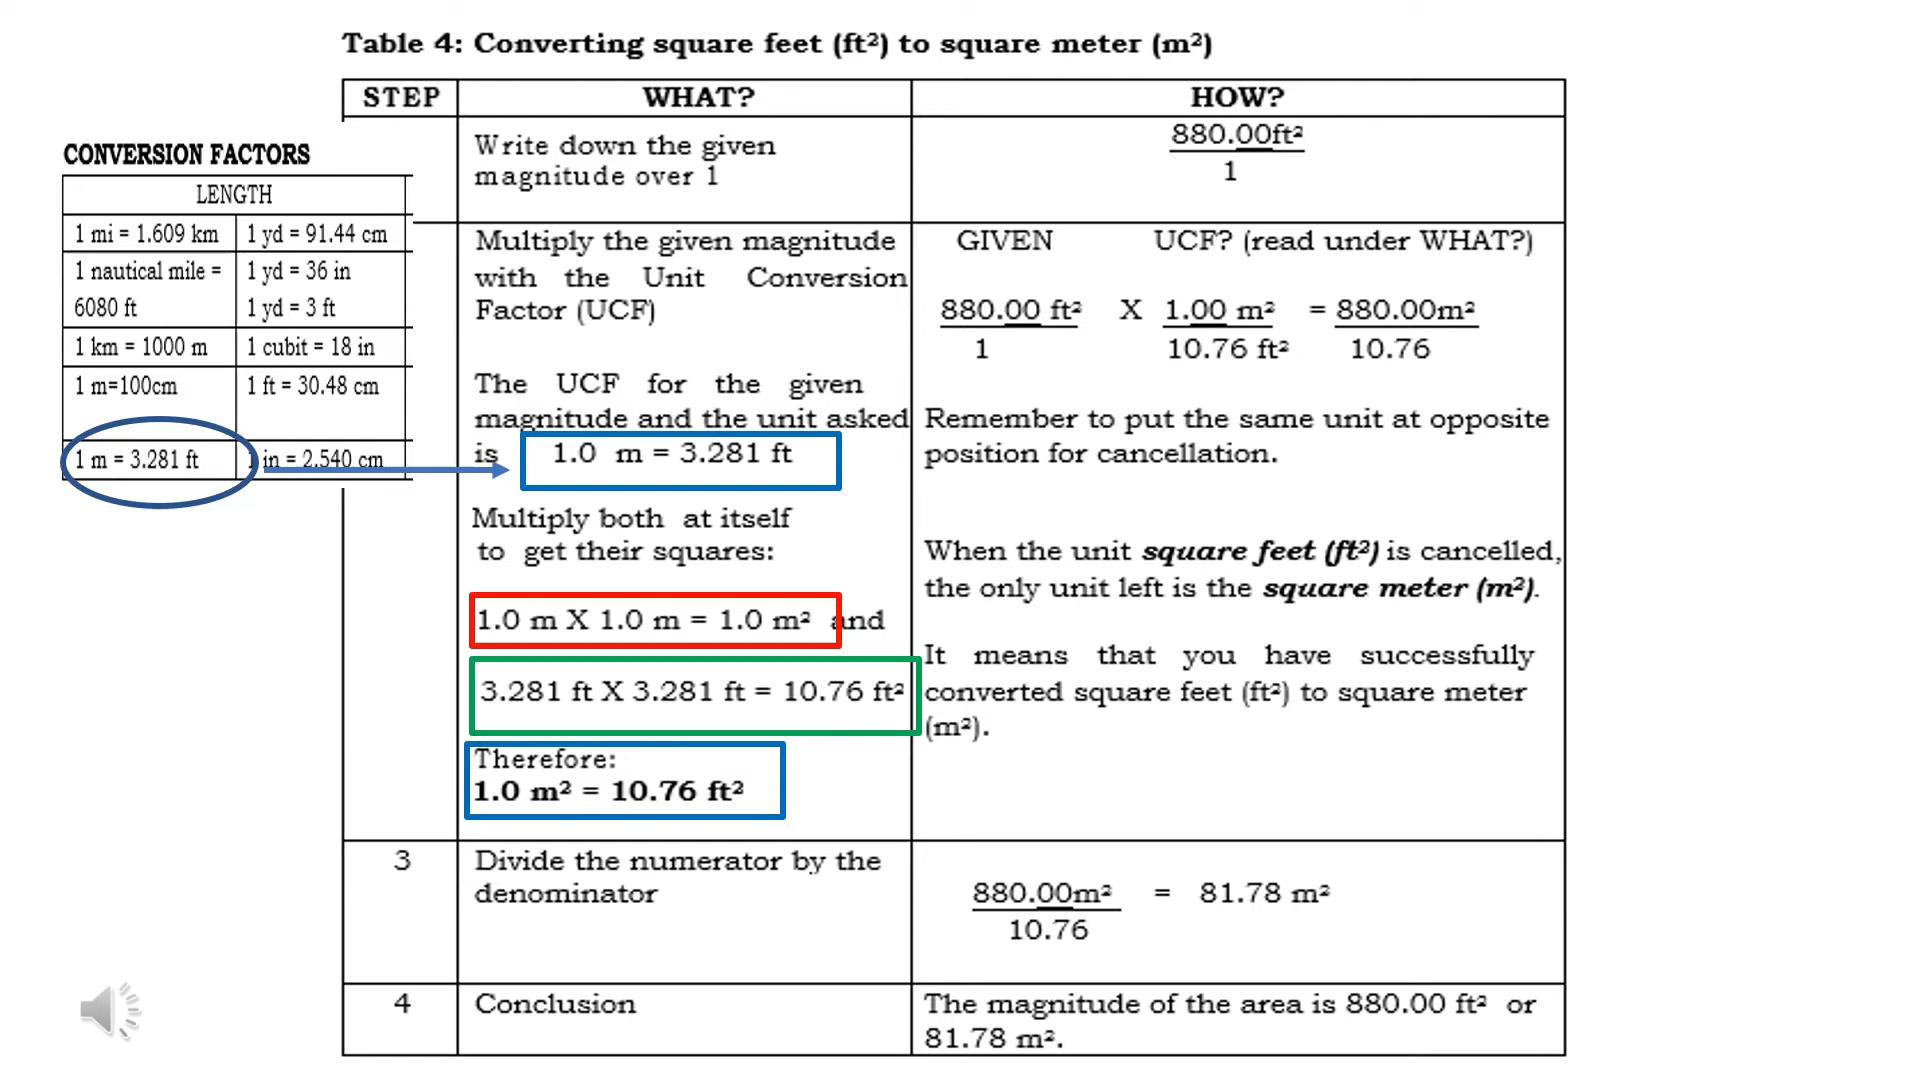 Table 4: Converting square feet (ft²) to square meter (m²)
STEP WHAT? HOW?
CONVERSION FACTORS
LENGTH
1 mi = 1.609 km 1 yd = 91.44 cm
1 nautical mile = 1 yd = 36 in
6080 ft 1 yd = 3 ft
1 km = 1000 m 1 cubit = 18 in
1 m=100cm 1 ft = 30.48 cm
1 m = 3.281 ft 1 in = 2.540 cm
Write down the given
magnitude over 1
880.00ft²
1
Multiply the given magnitude
with the Unit Conversion
Factor (UCF)
The UCF for the given
magnitude and the unit asked
is 1.0 m = 3.281 ft
Multiply both at itself
to get their squares:
1.0 m X 1.0 m = 1.0 m² and
3.281 ft X 3.281 ft = 10.76 ft²
Therefore:
1.0 m² = 10.76 ft²
GIVEN UCF? (read under WHAT?)
880.00 ft² X 1.00 m² = 880.00m²
1 10.76 ft² 10.76
Remember to put the same unit at opposite
position for cancellation.
When the unit square feet (ft²) is cancelled,
the only unit left is the square meter (m²).
It means that you have successfully
converted square feet (ft²) to square meter
(m²).
3 Divide the numerator by the
denominator
880.00m² = 81.78 m²
10.76
4 Conclusion
The magnitude of the area is 880.00 ft² or
81.78 m².